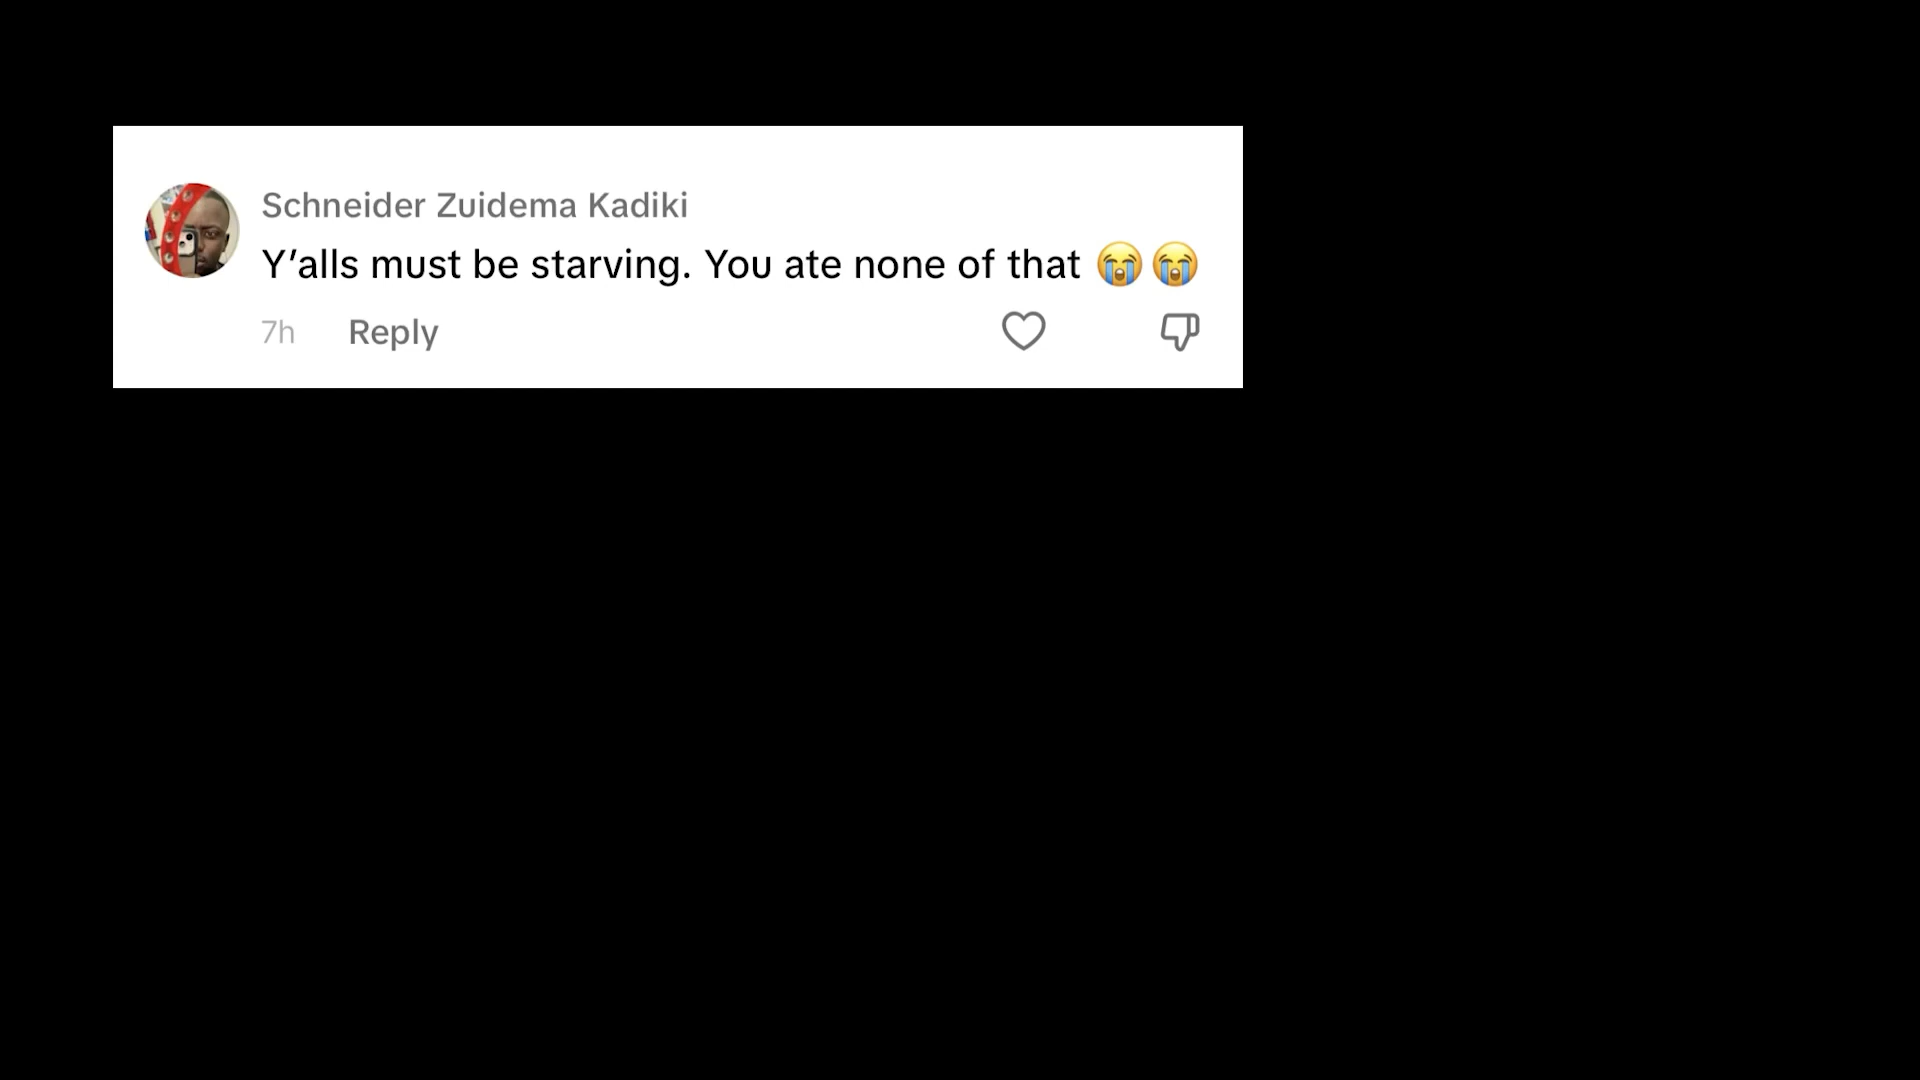 Schneider Zuidema Kadiki
Y’alls must be starving. You ate none of that 😭😭
7h Reply